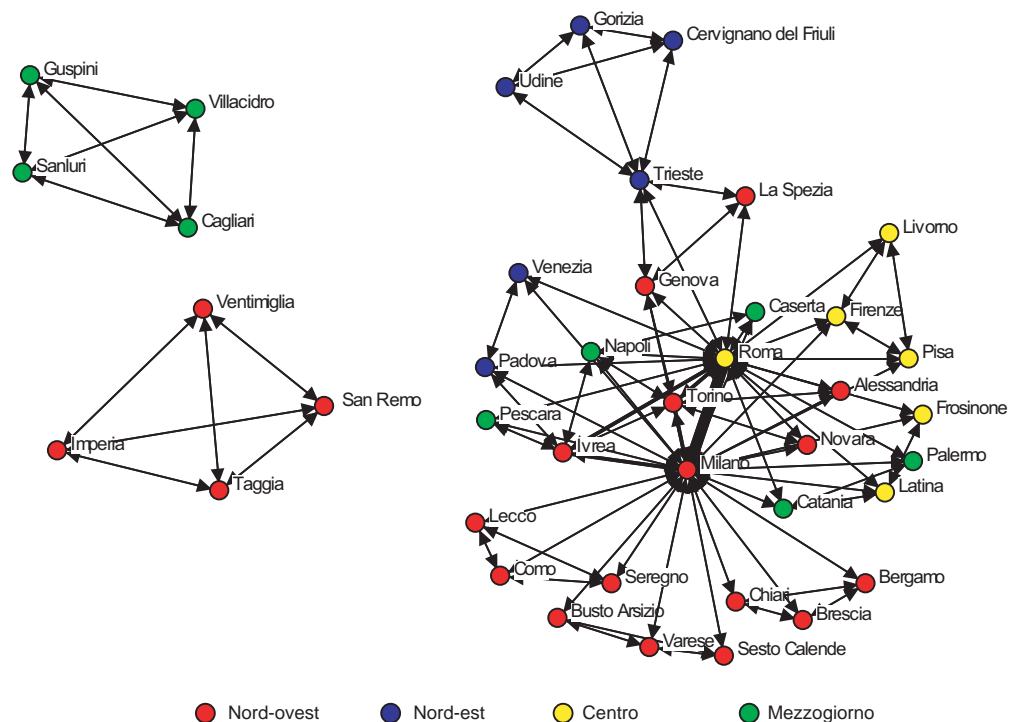 Gorizia
Cervignano del Friuli
Guspini
Udine
Villacidro
Sanluri
Trieste
La Spezia
Cagliari
Livorno
Venezia
Genova
Ventimiglia
Caserta
Firenze
Napoli
Roma
Pisa
Padova
Alessandria
San Remo
Torino
Pescara
Frosinone
Imperia
Ivrea
Novara
Milano
Palermo
Taggia
Latina
Catania
Lecco
Como
Seregno
Bergamo
Chiari
Busto Arsizio
Brescia
Varese
Sesto Calende
Nord-ovest Nord-est Centro Mezzogiorno